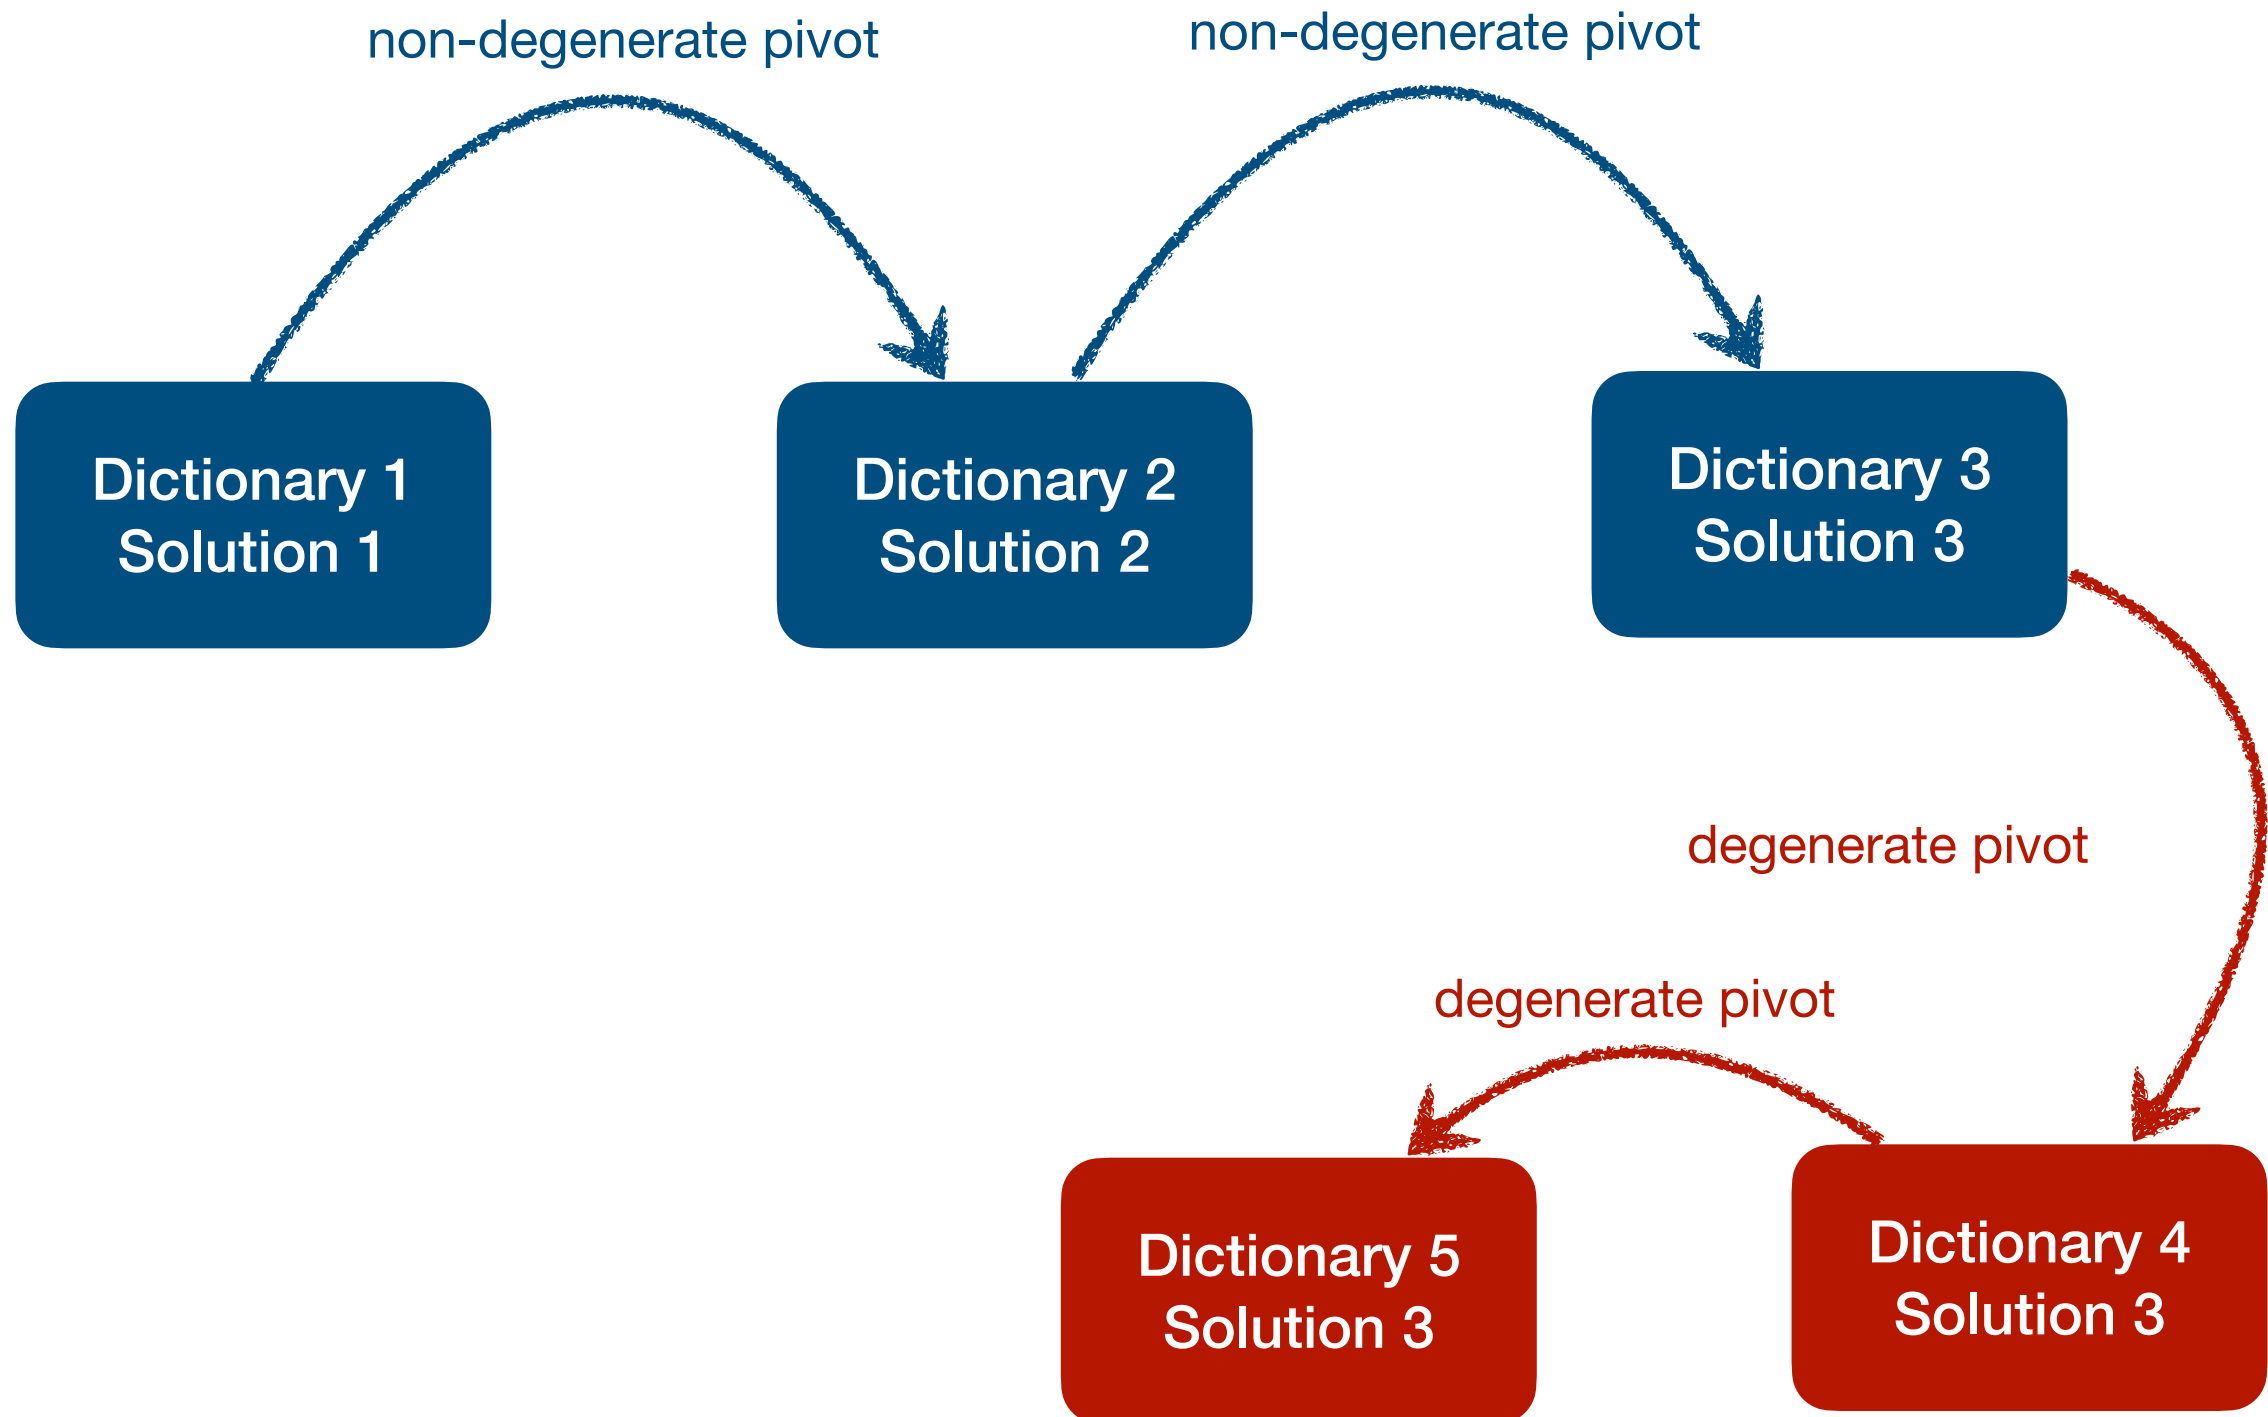 non-degenerate pivot
non-degenerate pivot
Dictionary 1
Solution 1
Dictionary 2
Solution 2
Dictionary 3
Solution 3
degenerate pivot
degenerate pivot
Dictionary 5
Solution 3
Dictionary 4
Solution 3